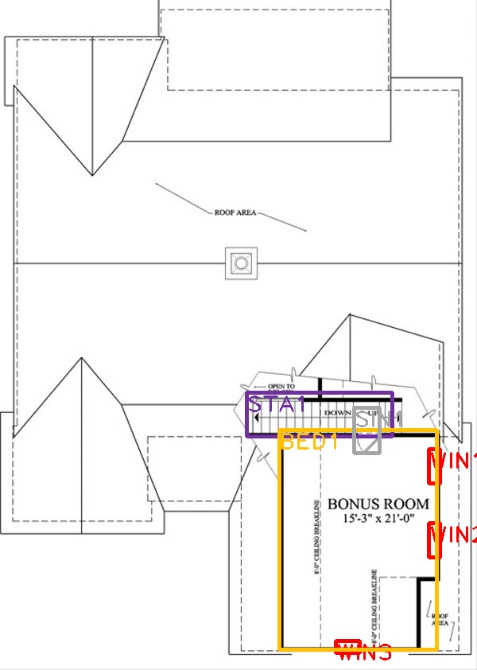 ROOF AREA
OPEN TO
STA1
DOWN
UP
SIN
BED1
WIN1
BONUS ROOM
15'-3" x 21'-0"
8'-0" CEILING BREAKLINE
WIN2
8'-0" CEILING BREAKLINE
ROOF
AREA
WIN3